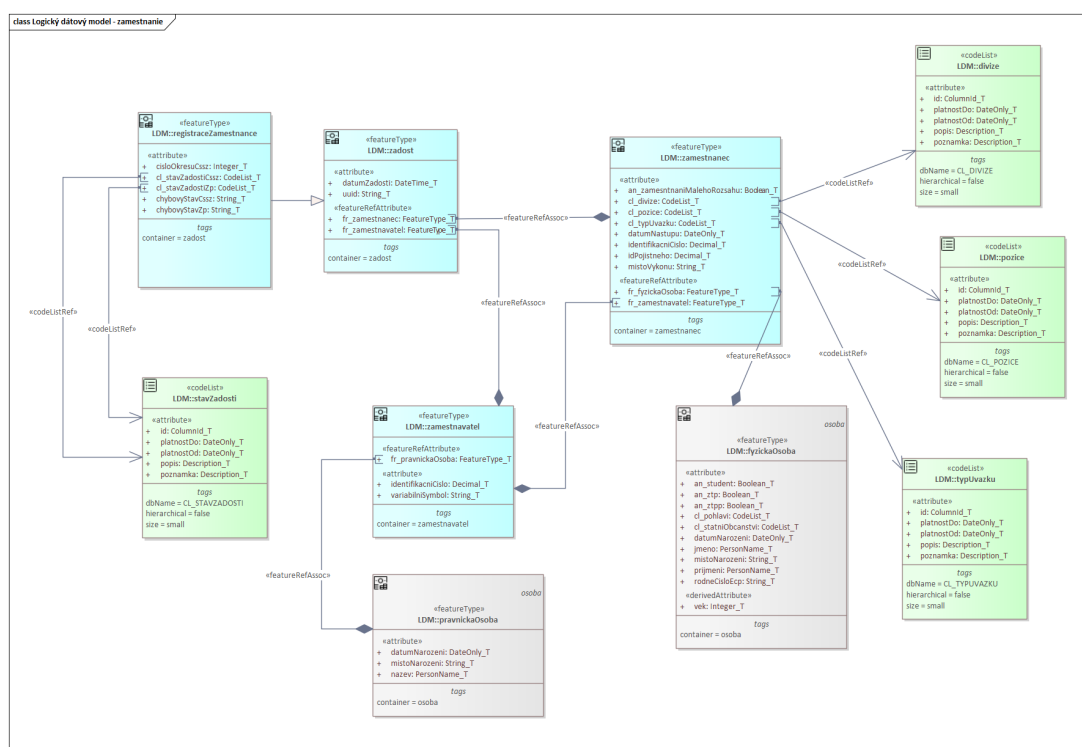 class Logický dátový model - zamestnanie
«codeList»
LDM::divize
«attribute»
+ id: ColumnId_T
+ platnostDo: DateOnly_T
+ platnostOd: DateOnly_T
+ popis: Description_T
+ poznamka: Description_T
tags
dbName = CL_DIVIZE
hierarchical = false
size = small
«featureType»
LDM::registraceZamestnance
«attribute»
+ cisloOkresuCssz: Integer_T
+ cl_stavZadostiCssz: CodeList_T
+ cl_stavZadostiZp: CodeList_T
+ chybovyStavCssz: String_T
+ chybovyStavZp: String_T
tags
container = zadost
«featureType»
LDM::zadost
«attribute»
+ datumZadosti: DateTime_T
+ uuid: String_T
«featureRefAttribute»
+ fr_zamestnanec: FeatureType_T
+ fr_zamestnavatel: FeatureType_T
tags
container = zadost
«featureType»
LDM::zamestnanec
«attribute»
+ an_zamesntnaniMalehoRozsahu: Boolean_T
+ cl_divize: CodeList_T
+ cl_pozice: CodeList_T
+ cl_typUvazku: CodeList_T
+ datumNastupu: DateOnly_T
+ identifikacniCislo: Decimal_T
+ idPojistneho: Decimal_T
+ mistoVykonu: String_T
«featureRefAttribute»
+ fr_fyzickaOsoba: FeatureType_T
+ fr_zamestnavatel: FeatureType_T
tags
container = zamestnanec
«codeListRef»
«featureRefAssoc»
«codeList»
LDM::pozice
«attribute»
+ id: ColumnId_T
+ platnostDo: DateOnly_T
+ platnostOd: DateOnly_T
+ popis: Description_T
+ poznamka: Description_T
tags
dbName = CL_POZICE
hierarchical = false
size = small
«codeListRef»
«featureRefAssoc»
«codeListRef»
«codeListRef»
«codeListRef»
«featureRefAssoc»
«codeList»
LDM::stavZadosti
«attribute»
+ id: ColumnId_T
+ platnostDo: DateOnly_T
+ platnostOd: DateOnly_T
+ popis: Description_T
+ poznamka: Description_T
tags
dbName = CL_STAVZADOSTI
hierarchical = false
size = small
«featureType»
LDM::zamestnavatel
«featureRefAttribute»
+ fr_pravnickaOsoba: FeatureType_T
«attribute»
+ identifikacniCislo: Decimal_T
+ variabilniSymbol: String_T
tags
container = zamestnavatel
«featureRefAssoc»
osoba
«featureType»
LDM::fyzickaOsoba
«attribute»
+ an_student: Boolean_T
+ an_ztp: Boolean_T
+ an_ztpp: Boolean_T
+ cl_pohlavi: CodeList_T
+ cl_statniObcanstvi: CodeList_T
+ datumNarozeni: DateOnly_T
+ jmeno: PersonName_T
+ mistoNarozeni: String_T
+ prijmeni: PersonName_T
+ rodneCisloEcp: String_T
«derivedAttribute»
+ vek: Integer_T
tags
container = osoba
«codeList»
LDM::typUvazku
«attribute»
+ id: ColumnId_T
+ platnostDo: DateOnly_T
+ platnostOd: DateOnly_T
+ popis: Description_T
+ poznamka: Description_T
tags
dbName = CL_TYPUVAZKU
hierarchical = false
size = small
«featureRefAssoc»
osoba
«featureType»
LDM::pravnickaOsoba
«attribute»
+ datumNarozeni: DateOnly_T
+ mistoNarozeni: String_T
+ nazev: PersonName_T
tags
container = osoba